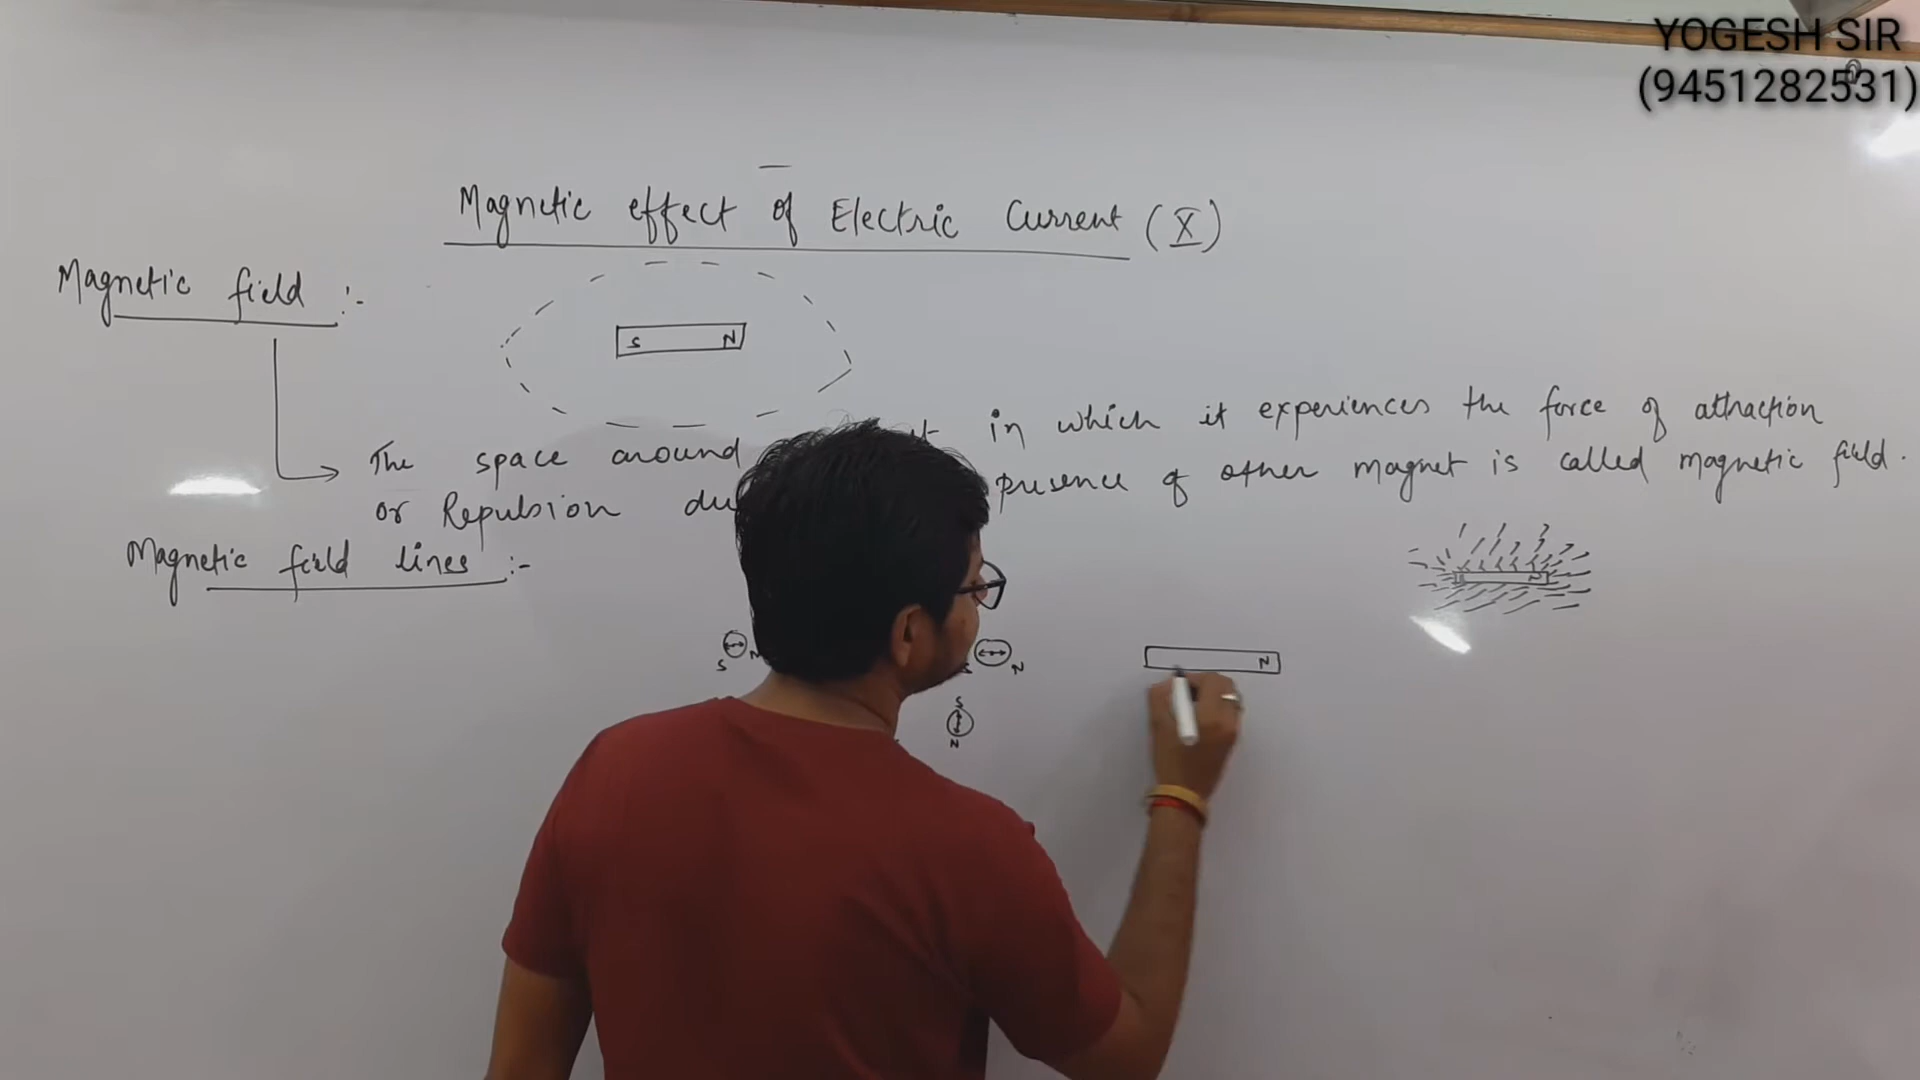 YOGESH SIR
(9451282531)
Magnetic effect of Electric Current (X)
Magnetic field :-
S N
The space around in which it experiences the force of attraction
or Repulsion presence of other magnet is called magnetic field.
Magnetic field lines :-
S N
S N
N
S
N